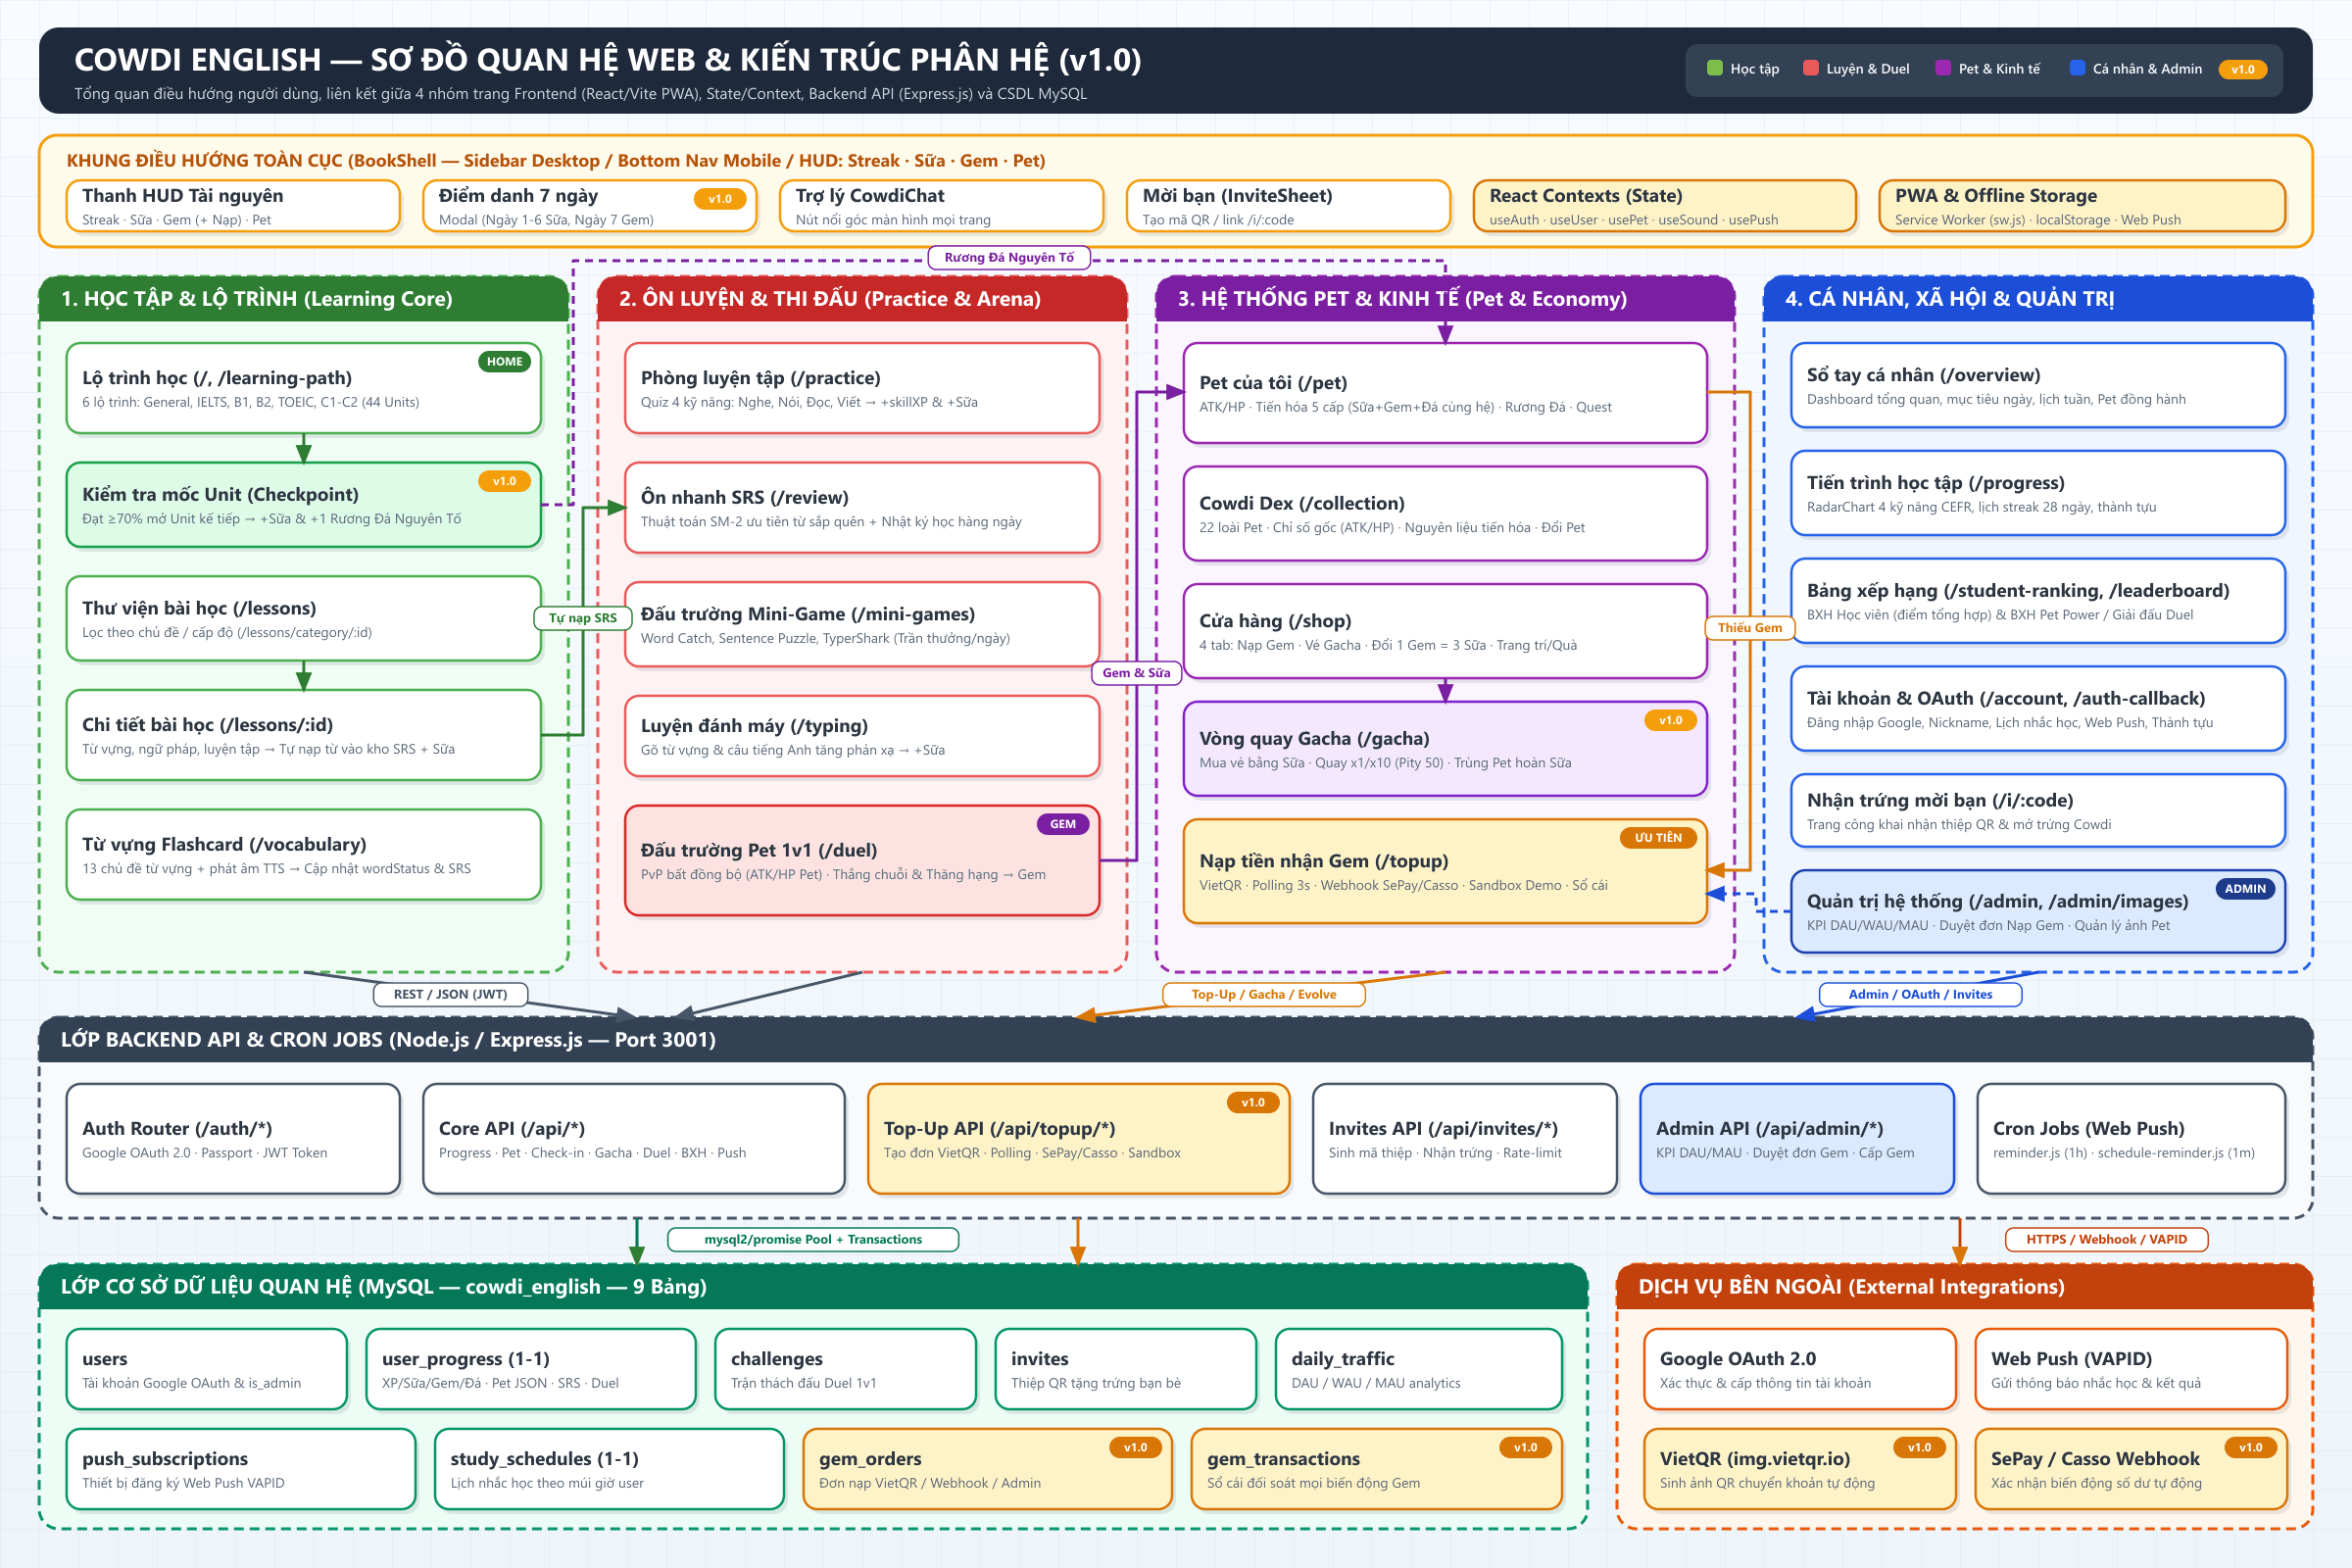 COWDI ENGLISH — SƠ ĐỒ QUAN HỆ WEB & KIẾN TRÚC PHÂN HỆ (v1.0)
Tổng quan điều hướng người dùng, liên kết giữa 4 nhóm trang Frontend (React/Vite PWA), State/Context, Backend API (Express.js) và CSDL MySQL
Học tập
Luyện & Duel
Pet & Kinh tế
Cá nhân & Admin
v1.0
KHUNG ĐIỀU HƯỚNG TOÀN CỤC (BookShell — Sidebar Desktop / Bottom Nav Mobile / HUD: Streak · Sữa · Gem · Pet)
Thanh HUD Tài nguyên
Streak · Sữa · Gem (+ Nạp) · Pet
Điểm danh 7 ngày
v1.0
Modal (Ngày 1-6 Sữa, Ngày 7 Gem)
Trợ lý CowdiChat
Nút nổi góc màn hình mọi trang
Mời bạn (InviteSheet)
Tạo mã QR / link /i/:code
React Contexts (State)
useAuth · useUser · usePet · useSound · usePush
PWA & Offline Storage
Service Worker (sw.js) · localStorage · Web Push
Rương Đá Nguyên Tố
1. HỌC TẬP & LỘ TRÌNH (Learning Core)
HOME
Lộ trình học (/, /learning-path)
6 lộ trình: General, IELTS, B1, B2, TOEIC, C1-C2 (44 Units)
v1.0
Kiểm tra mốc Unit (Checkpoint)
Đạt ≥70% mở Unit kế tiếp → +Sữa & +1 Rương Đá Nguyên Tố
Thư viện bài học (/lessons)
Lọc theo chủ đề / cấp độ (/lessons/category/:id)
Tự nạp SRS
Chi tiết bài học (/lessons/:id)
Từ vựng, ngữ pháp, luyện tập → Tự nạp từ vào kho SRS + Sữa
Từ vựng Flashcard (/vocabulary)
13 chủ đề từ vựng + phát âm TTS → Cập nhật wordStatus & SRS
2. ÔN LUYỆN & THI ĐẤU (Practice & Arena)
Phòng luyện tập (/practice)
Quiz 4 kỹ năng: Nghe, Nói, Đọc, Viết → +skillXP & +Sữa
Ôn nhanh SRS (/review)
Thuật toán SM-2 ưu tiên từ sắp quên + Nhật ký học hàng ngày
Đấu trường Mini-Game (/mini-games)
Word Catch, Sentence Puzzle, TyperShark (Trần thưởng/ngày)
Gem & Sữa
Luyện đánh máy (/typing)
Gõ từ vựng & câu tiếng Anh tăng phản xạ → +Sữa
GEM
Đấu trường Pet 1v1 (/duel)
PvP bất đồng bộ (ATK/HP Pet) · Thắng chuỗi & Thăng hạng → Gem
3. HỆ THỐNG PET & KINH TẾ (Pet & Economy)
Pet của tôi (/pet)
ATK/HP · Tiến hóa 5 cấp (Sữa+Gem+Đá cùng hệ) · Rương Đá · Quest
Cowdi Dex (/collection)
22 loài Pet · Chỉ số gốc (ATK/HP) · Nguyên liệu tiến hóa · Đổi Pet
Cửa hàng (/shop)
4 tab: Nạp Gem · Vé Gacha · Đổi 1 Gem = 3 Sữa · Trang trí/Quà
Thiếu Gem
v1.0
Vòng quay Gacha (/gacha)
Mua vé bằng Sữa · Quay x1/x10 (Pity 50) · Trùng Pet hoàn Sữa
ƯU TIÊN
Nạp tiền nhận Gem (/topup)
VietQR · Polling 3s · Webhook SePay/Casso · Sandbox Demo · Sổ cái
4. CÁ NHÂN, XÃ HỘI & QUẢN TRỊ
Sổ tay cá nhân (/overview)
Dashboard tổng quan, mục tiêu ngày, lịch tuần, Pet đồng hành
Tiến trình học tập (/progress)
RadarChart 4 kỹ năng CEFR, lịch streak 28 ngày, thành tựu
Bảng xếp hạng (/student-ranking, /leaderboard)
BXH Học viên (điểm tổng hợp) & BXH Pet Power / Giải đấu Duel
Tài khoản & OAuth (/account, /auth-callback)
Đăng nhập Google, Nickname, Lịch nhắc học, Web Push, Thành tựu
Nhận trứng mời bạn (/i/:code)
Trang công khai nhận thiệp QR & mở trứng Cowdi
ADMIN
Quản trị hệ thống (/admin, /admin/images)
KPI DAU/WAU/MAU · Duyệt đơn Nạp Gem · Quản lý ảnh Pet
REST / JSON (JWT)
Top-Up / Gacha / Evolve
Admin / OAuth / Invites
LỚP BACKEND API & CRON JOBS (Node.js / Express.js — Port 3001)
Auth Router (/auth/*)
Google OAuth 2.0 · Passport · JWT Token
Core API (/api/*)
Progress · Pet · Check-in · Gacha · Duel · BXH · Push
v1.0
Top-Up API (/api/topup/*)
Tạo đơn VietQR · Polling · SePay/Casso · Sandbox
Invites API (/api/invites/*)
Sinh mã thiệp · Nhận trứng · Rate-limit
Admin API (/api/admin/*)
KPI DAU/MAU · Duyệt đơn Gem · Cấp Gem
Cron Jobs (Web Push)
reminder.js (1h) · schedule-reminder.js (1m)
mysql2/promise Pool + Transactions
HTTPS / Webhook / VAPID
LỚP CƠ SỞ DỮ LIỆU QUAN HỆ (MySQL — cowdi_english — 9 Bảng)
users
Tài khoản Google OAuth & is_admin
user_progress (1-1)
XP/Sữa/Gem/Đá · Pet JSON · SRS · Duel
challenges
Trận thách đấu Duel 1v1
invites
Thiệp QR tặng trứng bạn bè
daily_traffic
DAU / WAU / MAU analytics
push_subscriptions
Thiết bị đăng ký Web Push VAPID
study_schedules (1-1)
Lịch nhắc học theo múi giờ user
gem_orders
v1.0
Đơn nạp VietQR / Webhook / Admin
gem_transactions
v1.0
Sổ cái đối soát mọi biến động Gem
DỊCH VỤ BÊN NGOÀI (External Integrations)
Google OAuth 2.0
Xác thực & cấp thông tin tài khoản
Web Push (VAPID)
Gửi thông báo nhắc học & kết quả
VietQR (img.vietqr.io)
v1.0
Sinh ảnh QR chuyển khoản tự động
SePay / Casso Webhook
v1.0
Xác nhận biến động số dư tự động